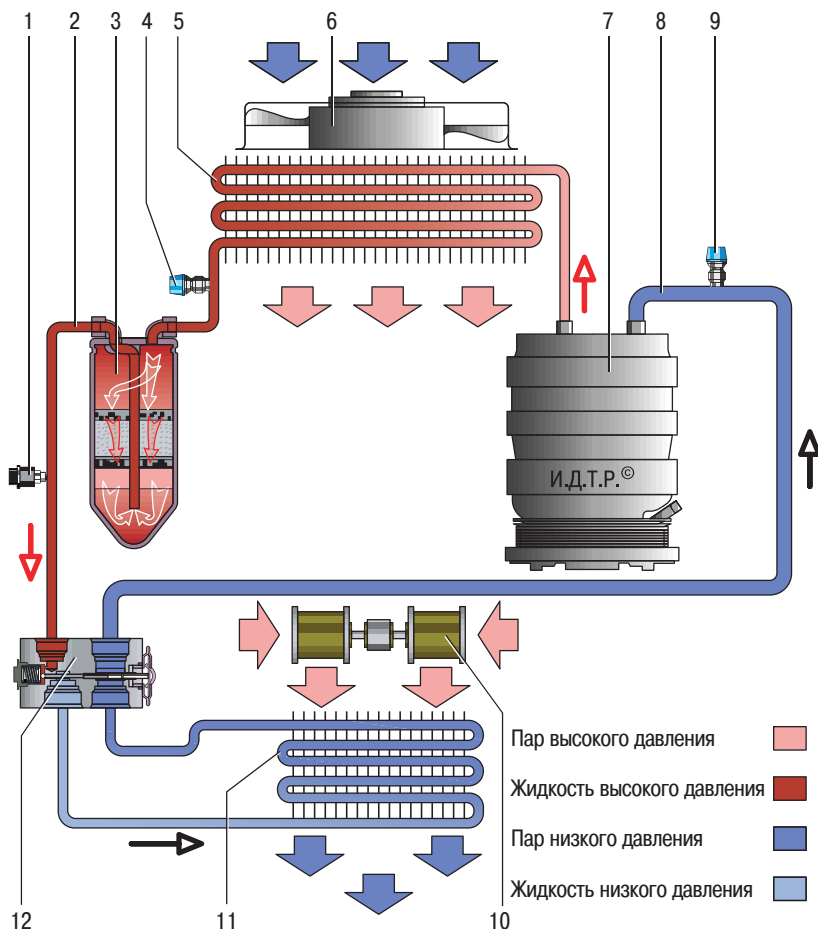 1 2 3 4 5 6 7 8 9
И.Д.Т.Р.©
Пар высокого давления
Жидкость высокого давления
Пар низкого давления
Жидкость низкого давления
12 11 10